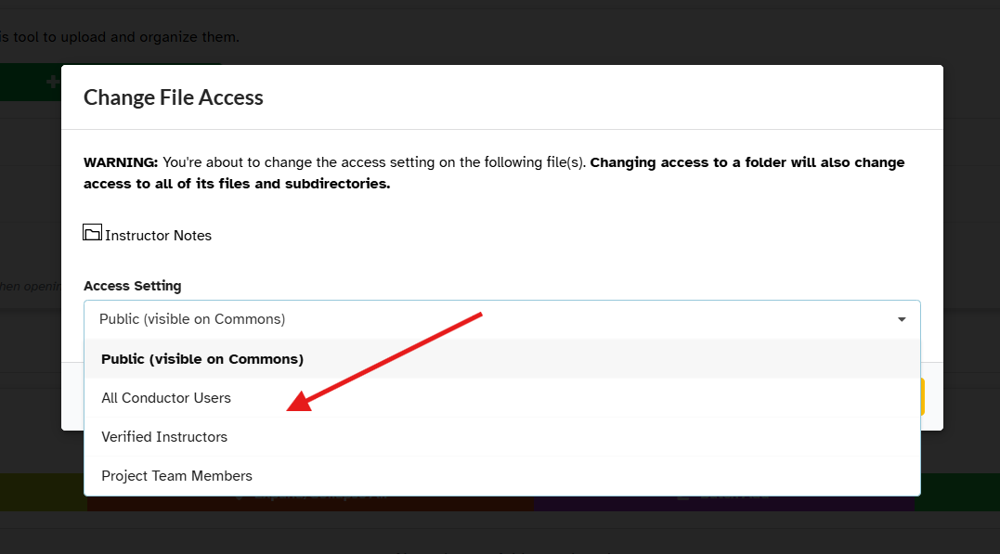 is tool to upload and organize them.
Change File Access
WARNING: You're about to change the access setting on the following file(s). Changing access to a folder will also change
access to all of its files and subdirectories.
Instructor Notes
hen openin
Access Setting
Public (visible on Commons)
Public (visible on Commons)
All Conductor Users
Verified Instructors
Project Team Members